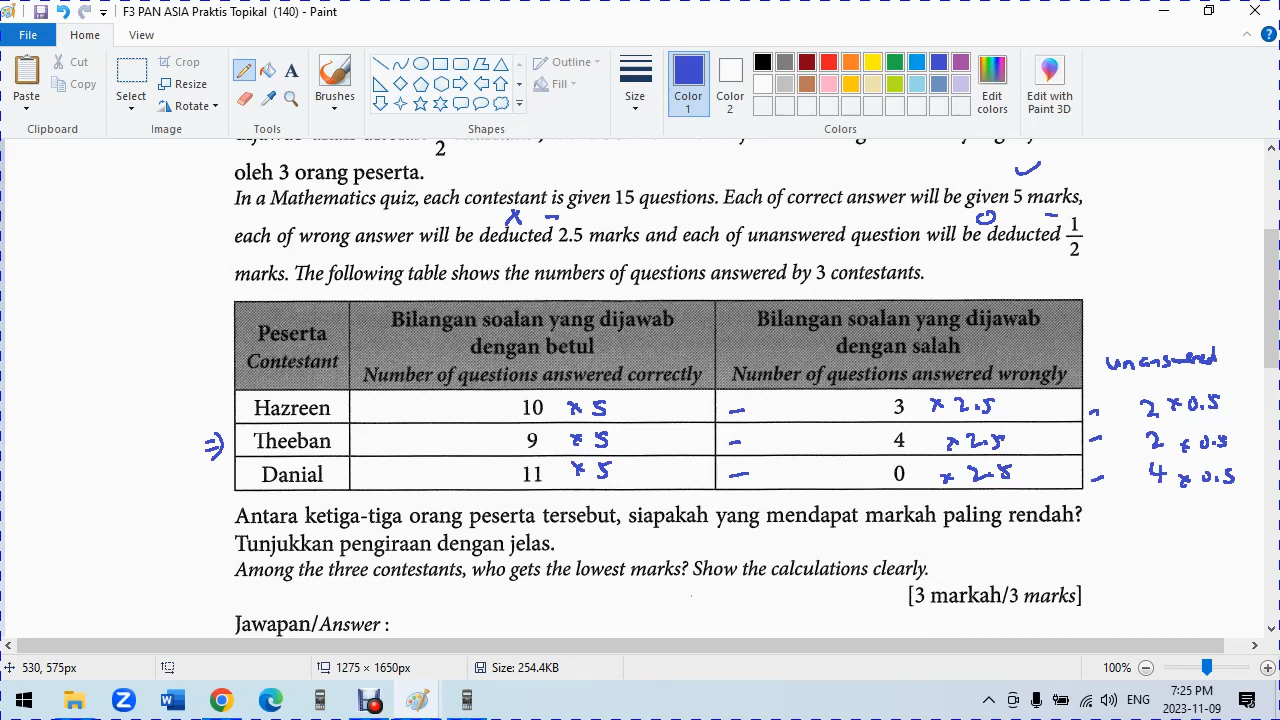 F3 PAN ASIA Praktis Topikal (140) - Paint
File Home View
Paste Cut Copy Clipboard
Select Crop Resize Rotate Image
Tools
Brushes
Outline Fill Shapes
Size
Color 1 Color 2 Edit colors Colors
Edit with Paint 3D
2
oleh 3 orang peserta. ✓
In a Mathematics quiz, each contestant is given 15 questions. Each of correct answer will be given 5 marks,
x - o -
each of wrong answer will be deducted 2.5 marks and each of unanswered question will be deducted 1/2
marks. The following table shows the numbers of questions answered by 3 contestants.
Peserta Contestant
Bilangan soalan yang dijawab dengan betul Number of questions answered correctly
Bilangan soalan yang dijawab dengan salah Number of questions answered wrongly
unanswered
Hazreen 10 × 5 - 3 × 2.5 - 2 × 0.5
⇒ Theeban 9 × 5 - 4 × 2.5 - 2 × 0.5
Danial 11 × 5 - 0 × 2.5 - 4 × 0.5
Antara ketiga-tiga orang peserta tersebut, siapakah yang mendapat markah paling rendah?
Tunjukkan pengiraan dengan jelas.
Among the three contestants, who gets the lowest marks? Show the calculations clearly.
[3 markah/3 marks]
Jawapan/Answer :
530, 575px 1275 × 1650px Size: 254.4KB 100%
ENG 7:25 PM 2023-11-09